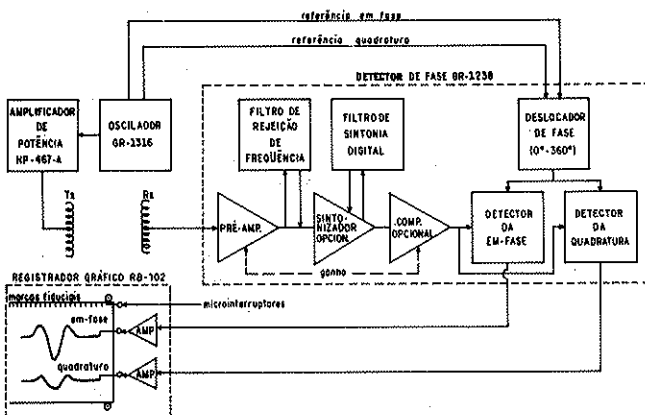 referência em fase
referência quadratura
DETECTOR DE FASE GR-1238
AMPLIFICADOR
DE
POTÊNCIA
HP-467-A
OSCILADOR
GR-1316
FILTRO DE
REJEIÇÃO
DE
FREQÜÊNCIA
FILTRO DE
SINTONIA
DIGITAL
DESLOCADOR
DE FASE
(0°-360°)
Tx
Rx
PRÉ-AMP.
SINTO-
NIZADOR
OPCION.
COMP.
OPCIONAL
DETECTOR
DA
EM-FASE
DETECTOR
DA
QUADRATURA
ganho
REGISTRADOR GRÁFICO RB-102
marcas fiduciais
microinterruptores
em-fase
AMP
quadratura
AMP